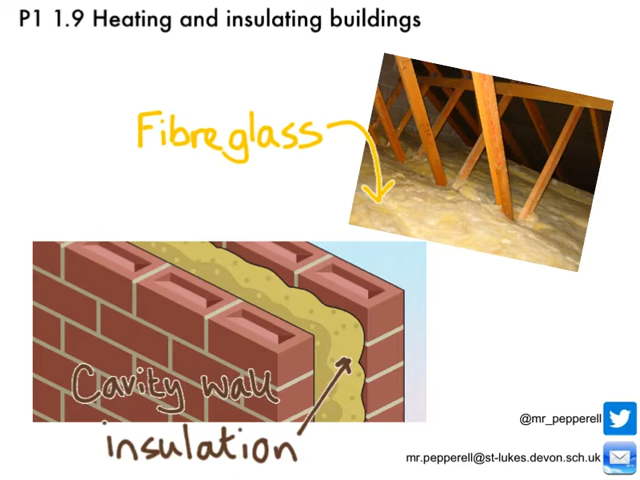 P1 1.9 Heating and insulating buildings
Fibreglass
Cavity wall
insulation
@mr_pepperell
mr.pepperell@st-lukes.devon.sch.uk